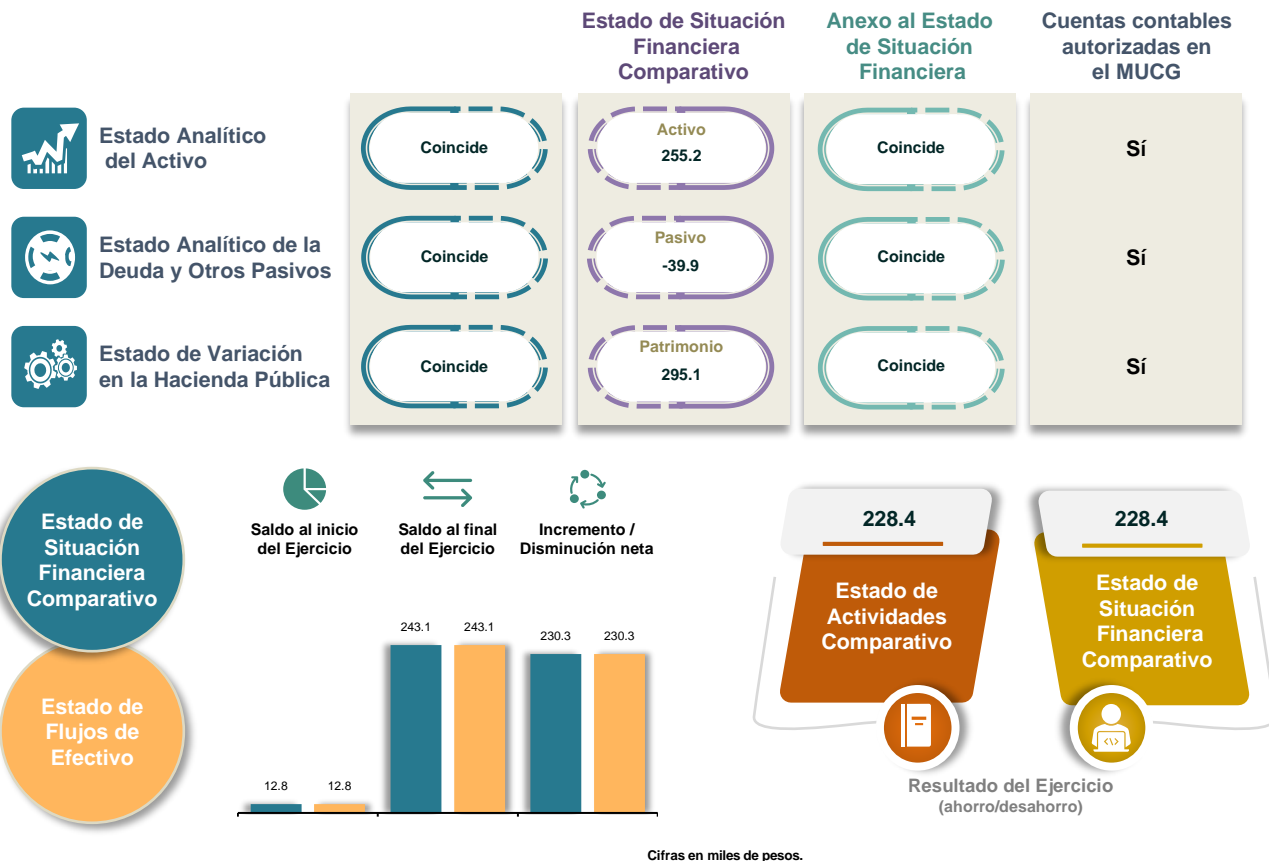 Estado de Situación
Financiera
Comparativo
Anexo al Estado
de Situación
Financiera
Cuentas contables
autorizadas en
el MUCG
Estado Analítico
del Activo
Coincide
Activo
255.2
Coincide
Sí
Estado Analítico de la
Deuda y Otros Pasivos
Coincide
Pasivo
-39.9
Coincide
Sí
Estado de Variación
en la Hacienda Pública
Coincide
Patrimonio
295.1
Coincide
Sí
Estado de
Situación
Financiera
Comparativo
Estado de
Flujos de
Efectivo
Saldo al inicio
del Ejercicio
Saldo al final
del Ejercicio
Incremento /
Disminución neta
12.8
12.8
243.1
243.1
230.3
230.3
228.4
Estado de
Actividades
Comparativo
228.4
Estado de
Situación
Financiera
Comparativo
Resultado del Ejercicio
(ahorro/desahorro)
Cifras en miles de pesos.